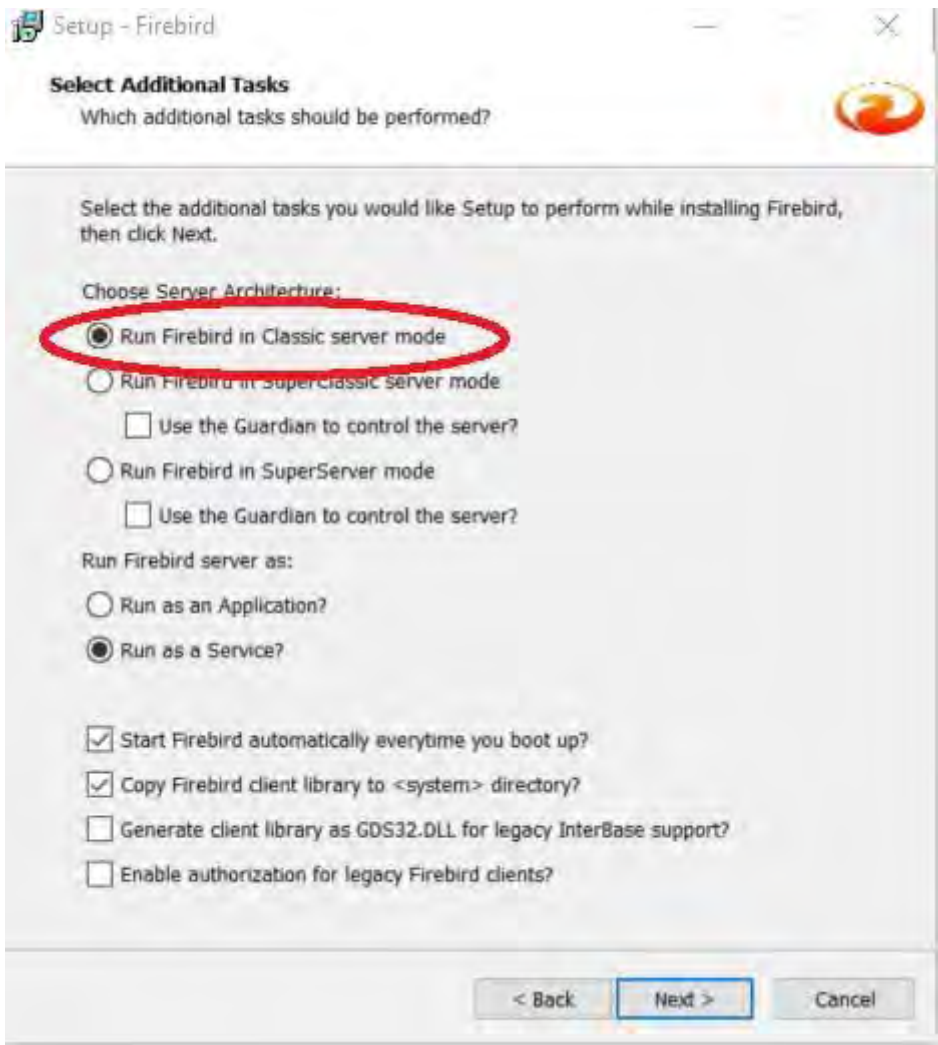 Setup - Firebird
Select Additional Tasks
Which additional tasks should be performed?
Select the additional tasks you would like Setup to perform while installing Firebird,
then click Next.
Choose Server Architecture:
Run Firebird in Classic server mode
Run Firebird in SuperClassic server mode
Use the Guardian to control the server?
Run Firebird in SuperServer mode
Use the Guardian to control the server?
Run Firebird server as:
Run as an Application?
Run as a Service?
Start Firebird automatically everytime you boot up?
Copy Firebird client library to <system> directory?
Generate client library as GDS32.DLL for legacy InterBase support?
Enable authorization for legacy Firebird clients?
< Back
Next >
Cancel